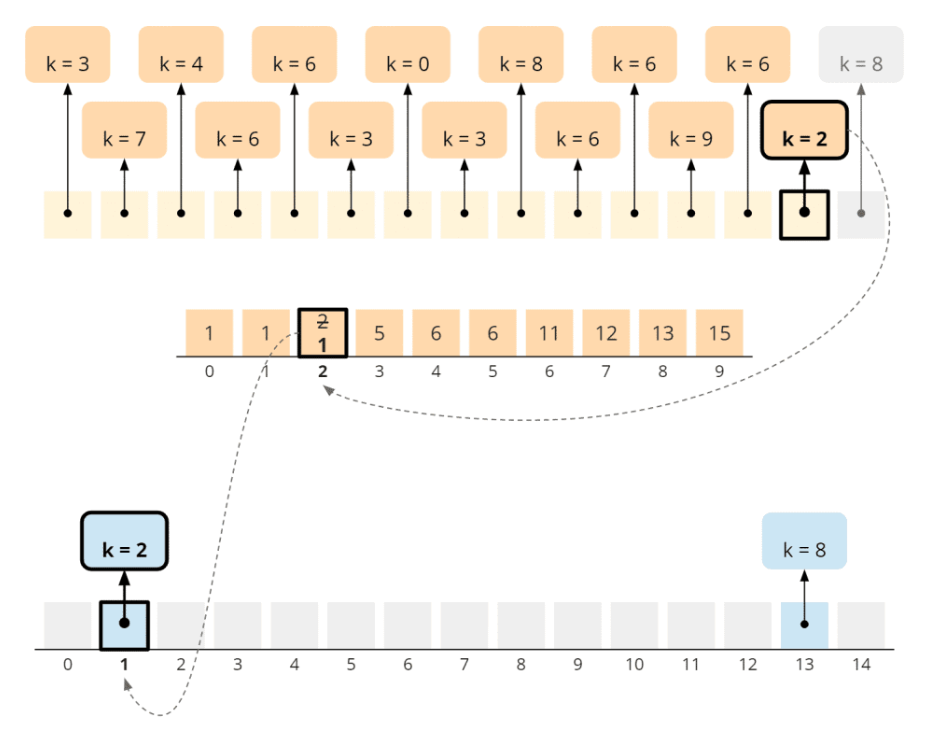 k = 3 k = 4 k = 6 k = 0 k = 8 k = 6 k = 6 k = 8
k = 7 k = 6 k = 3 k = 3 k = 6 k = 9 k = 2
1 1 2 5 6 6 11 12 13 15
1
0 1 2 3 4 5 6 7 8 9
k = 2 k = 8
0 1 2 3 4 5 6 7 8 9 10 11 12 13 14